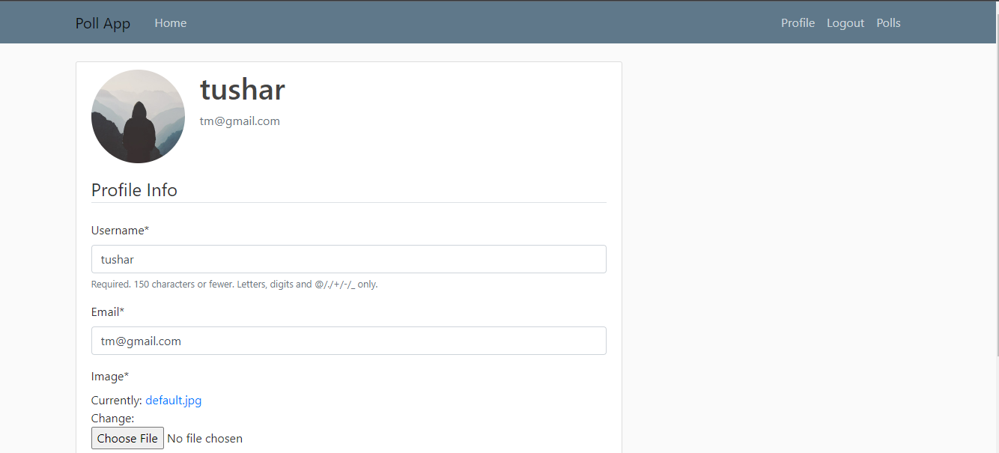 Poll App Home Profile Logout Polls
tushar
tm@gmail.com
Profile Info
Username*
tushar
Required. 150 characters or fewer. Letters, digits and @/./+/-/_ only.
Email*
tm@gmail.com
Image*
Currently: default.jpg
Change:
Choose File No file chosen